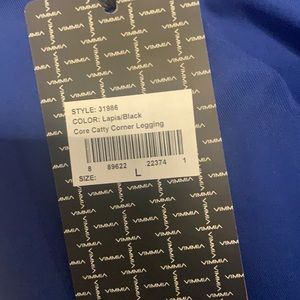 VIMMIA
STYLE: 31986
COLOR: Lapis/Black
Core Catty Corner Legging
8 89622 22374 1
SIZE: L